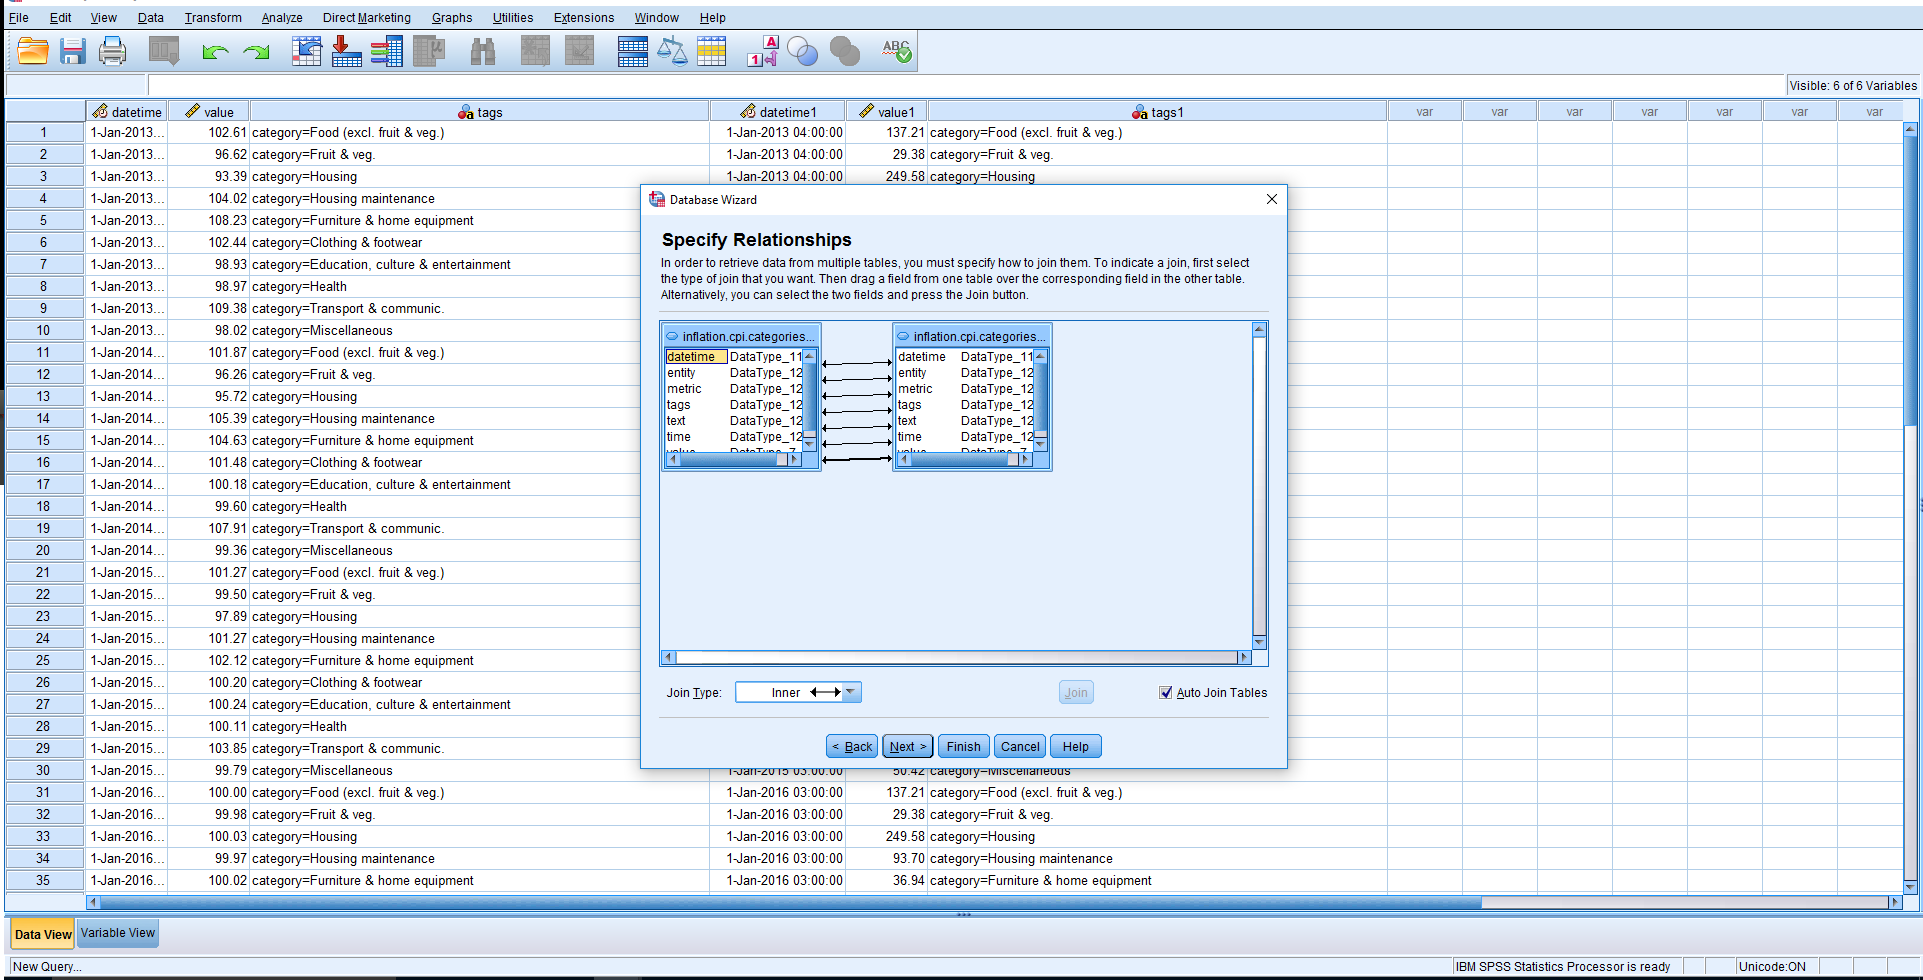 File Edit View Data Transform Analyze Direct Marketing Graphs Utilities Extensions Window Help
Visible: 6 of 6 Variables
datetime value tags datetime1 value1 tags1 var var var var var var var
1 1-Jan-2013... 102.61 category=Food (excl. fruit & veg.) 1-Jan-2013 04:00:00 137.21 category=Food (excl. fruit & veg.)
2 1-Jan-2013... 96.62 category=Fruit & veg. 1-Jan-2013 04:00:00 29.38 category=Fruit & veg.
3 1-Jan-2013... 93.39 category=Housing 1-Jan-2013 04:00:00 249.58 category=Housing
4 1-Jan-2013... 104.02 category=Housing maintenance
5 1-Jan-2013... 108.23 category=Furniture & home equipment
6 1-Jan-2013... 102.44 category=Clothing & footwear
7 1-Jan-2013... 98.93 category=Education, culture & entertainment
8 1-Jan-2013... 98.97 category=Health
9 1-Jan-2013... 109.38 category=Transport & communic.
10 1-Jan-2013... 98.02 category=Miscellaneous
11 1-Jan-2014... 101.87 category=Food (excl. fruit & veg.)
12 1-Jan-2014... 96.26 category=Fruit & veg.
13 1-Jan-2014... 95.72 category=Housing
14 1-Jan-2014... 105.39 category=Housing maintenance
15 1-Jan-2014... 104.63 category=Furniture & home equipment
16 1-Jan-2014... 101.48 category=Clothing & footwear
17 1-Jan-2014... 100.18 category=Education, culture & entertainment
18 1-Jan-2014... 99.60 category=Health
19 1-Jan-2014... 107.91 category=Transport & communic.
20 1-Jan-2014... 99.36 category=Miscellaneous
21 1-Jan-2015... 101.27 category=Food (excl. fruit & veg.)
22 1-Jan-2015... 99.50 category=Fruit & veg.
23 1-Jan-2015... 97.89 category=Housing
24 1-Jan-2015... 101.27 category=Housing maintenance
25 1-Jan-2015... 102.12 category=Furniture & home equipment
26 1-Jan-2015... 100.20 category=Clothing & footwear
27 1-Jan-2015... 100.24 category=Education, culture & entertainment
28 1-Jan-2015... 100.11 category=Health
29 1-Jan-2015... 103.85 category=Transport & communic.
30 1-Jan-2015... 99.79 category=Miscellaneous 1-Jan-2015 03:00:00 50.42 category=Miscellaneous
31 1-Jan-2016... 100.00 category=Food (excl. fruit & veg.) 1-Jan-2016 03:00:00 137.21 category=Food (excl. fruit & veg.)
32 1-Jan-2016... 99.98 category=Fruit & veg. 1-Jan-2016 03:00:00 29.38 category=Fruit & veg.
33 1-Jan-2016... 100.03 category=Housing 1-Jan-2016 03:00:00 249.58 category=Housing
34 1-Jan-2016... 99.97 category=Housing maintenance 1-Jan-2016 03:00:00 93.70 category=Housing maintenance
35 1-Jan-2016... 100.02 category=Furniture & home equipment 1-Jan-2016 03:00:00 36.94 category=Furniture & home equipment
Database Wizard
Specify Relationships
In order to retrieve data from multiple tables, you must specify how to join them. To indicate a join, first select
the type of join that you want. Then drag a field from one table over the corresponding field in the other table.
Alternatively, you can select the two fields and press the Join button.
inflation.cpi.categories... inflation.cpi.categories...
datetime DataType_11 datetime DataType_11
entity DataType_12 entity DataType_12
metric DataType_12 metric DataType_12
tags DataType_12 tags DataType_12
text DataType_12 text DataType_12
time DataType_12 time DataType_12
value DataType_7 value DataType_7
Join Type: Inner Join Auto Join Tables
< Back Next > Finish Cancel Help
Data View Variable View
New Query... IBM SPSS Statistics Processor is ready Unicode:ON